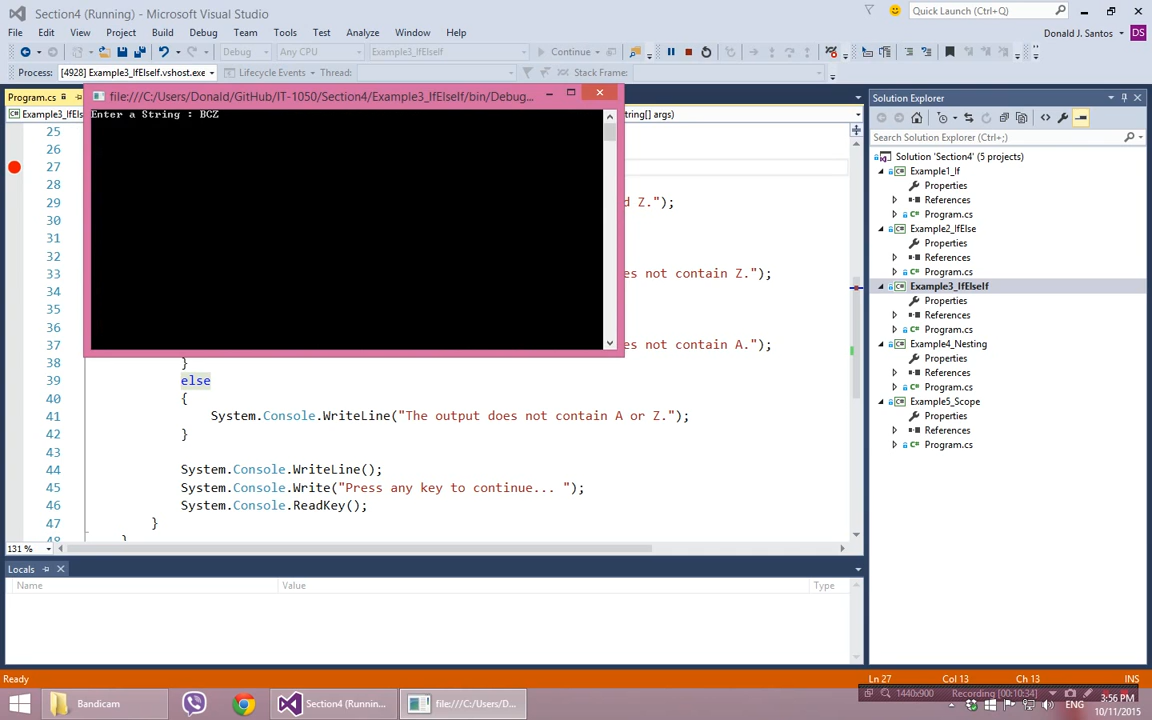 Section4 (Running) - Microsoft Visual Studio
Quick Launch (Ctrl+Q)
File Edit View Project Build Debug Team Tools Test Analyze Window Help
Donald J. Santos DS
Debug Any CPU Example3_IfElseIf Continue
Process: [4928] Example3_IfElseIf.vshost.exe Lifecycle Events Thread: Stack Frame:
Program.cs
file:///C:/Users/Donald/GitHub/IT-1050/Section4/Example3_IfElseIf/bin/Debug...
Enter a String : BCZ
string[] args)
25
26
27
28
29 d Z.");
30
31
32
33 es not contain Z.");
34
35
36
37 es not contain A.");
38 }
39 else
40 {
41 System.Console.WriteLine("The output does not contain A or Z.");
42 }
43
44 System.Console.WriteLine();
45 System.Console.Write("Press any key to continue... ");
46 System.Console.ReadKey();
47 }
48 }
131 %
Solution Explorer
Search Solution Explorer (Ctrl+;)
Solution 'Section4' (5 projects)
Example1_If
Properties
References
Program.cs
Example2_IfElse
Properties
References
Program.cs
Example3_IfElseIf
Properties
References
Program.cs
Example4_Nesting
Properties
References
Program.cs
Example5_Scope
Properties
References
Program.cs
Locals
Name Value Type
Ready Ln 27 Col 13 Ch 13 INS
Bandicam
Section4 (Runnin...
file:///C:/Users/D...
1440x900 Recording [00:10:34]
ENG
3:56 PM
10/11/2015